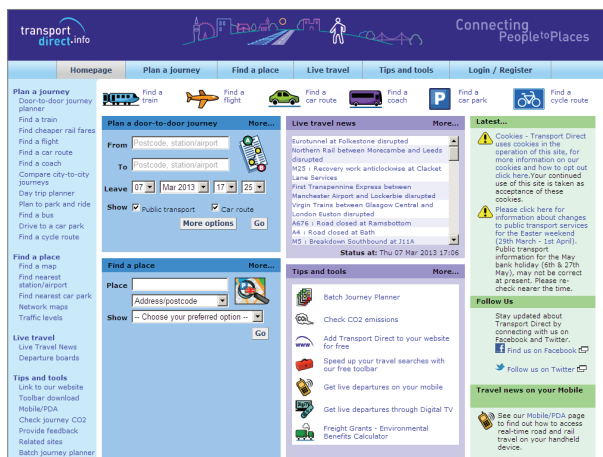 transport
direct.info
Connecting
People to Places
Homepage
Plan a journey
Find a place
Live travel
Tips and tools
Login / Register
Plan a journey
Door-to-door journey
planner
Find a train
Find cheaper rail fares
Find a flight
Find a car route
Find a coach
Compare city-to-city
journeys
Day trip planner
Plan to park and ride
Find a bus
Drive to a car park
Find a cycle route
Find a place
Find a map
Find nearest
station/airport
Find nearest car park
Network maps
Traffic levels
Live travel
Live Travel News
Departure boards
Tips and tools
Link to our website
Toolbar download
Mobile/PDA
Check journey CO2
Provide feedback
Related sites
Batch journey planner
Find a
train
Find a
flight
Find a
car route
Find a
coach
P
Find a
car park
Find a
cycle route
Plan a door-to-door journey More...
From Postcode, station/airport
To Postcode, station/airport
Leave 07 Mar 2013 17 25
Show Public transport Car route
More options Go
Find a place More...
Place
Address/postcode
Show -- Choose your preferred option --
Go
Live travel news More...
Eurotunnel at Folkestone disrupted
Northern Rail between Morecambe and Leeds
disrupted
M25 : Recovery work anticlockwise at Clacket
Lane Services
First Transpennine Express between
Manchester Airport and Lockerbie disrupted
Virgin Trains between Glasgow Central and
London Euston disrupted
A676 : Road closed at Ramsbottom
A4 : Road closed at Bath
M5 : Breakdown Southbound at J11A
Status at: Thu 07 Mar 2013 17:06
Tips and tools More...
Batch Journey Planner
Check CO2 emissions
Add Transport Direct to your website
for free
Speed up your travel searches with
our free toolbar
Get live departures on your mobile
Get live departures through Digital TV
Freight Grants - Environmental
Benefits Calculator
Latest...
Cookies - Transport Direct
uses cookies in the
operation of this site, for
more information on our
cookies and how to opt out
click here.Your continued
use of this site is taken as
acceptance of these
cookies.
Please click here for
information about changes
to public transport services
for the Easter weekend
(29th March - 1st April).
Public transport
information for the May
bank holiday (6th & 27th
May), may not be correct
at present. Please re-
check nearer the time.
Follow Us
Stay updated about
Transport Direct by
connecting with us on
Facebook and Twitter.
Find us on Facebook
Follow us on Twitter
Travel news on your Mobile
See our Mobile/PDA page
to find out how to access
real-time road and rail
travel on your handheld
device.